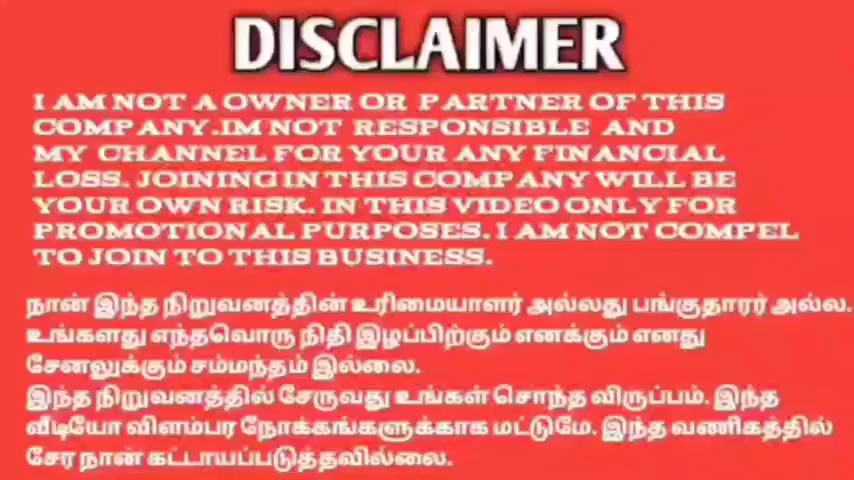 DISCLAIMER
I AM NOT A OWNER OR PARTNER OF THIS
COMPANY.IM NOT RESPONSIBLE AND
MY CHANNEL FOR YOUR ANY FINANCIAL
LOSS. JOINING IN THIS COMPANY WILL BE
YOUR OWN RISK. IN THIS VIDEO ONLY FOR
PROMOTIONAL PURPOSES. I AM NOT COMPEL
TO JOIN TO THIS BUSINESS.
நான் இந்த நிறுவனத்தின் உரிமையாளர் அல்லது பங்குதாரர் அல்ல.
உங்களது எந்தவொரு நிதி இழப்பிற்கும் எனக்கும் எனது
சேனலுக்கும் சம்மந்தம் இல்லை.
இந்த நிறுவனத்தில் சேருவது உங்கள் சொந்த விருப்பம். இந்த
வீடியோ விளம்பர நோக்கங்களுக்காக மட்டுமே. இந்த வணிகத்தில்
சேர நான் கட்டாயப்படுத்தவில்லை.